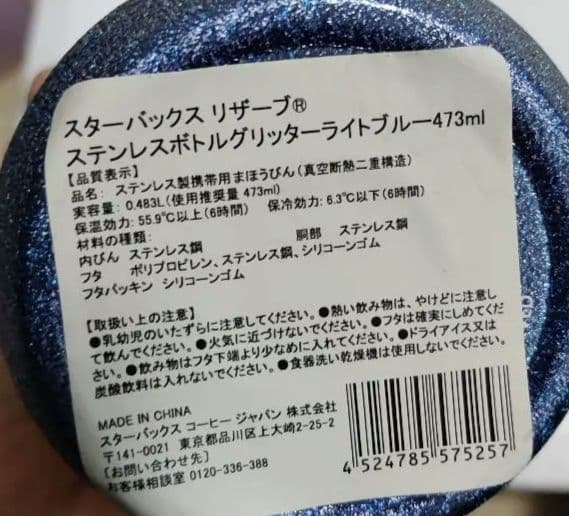 スターバックス リザーブ®
ステンレスボトルグリッターライトブルー473ml
【品質表示】
品名: ステンレス製携帯用まほうびん(真空断熱二重構造)
実容量: 0.483L(使用推奨量 473ml)
保温効力: 55.9℃以上(6時間) 保冷効力: 6.3℃以下(6時間)
材料の種類:
内びん ステンレス鋼 胴部 ステンレス鋼
フタ ポリプロピレン、ステンレス鋼、シリコーンゴム
フタパッキン シリコーンゴム
【取扱い上の注意】
●乳幼児のいたずらに注意してください。●熱い飲み物は、やけどに注意し
て飲んでください。●火気に近づけないでください。●フタは確実にしめてくだ
さい。●飲み物はフタ下端より少なめに入れてください。●ドライアイス又は
炭酸飲料は入れないでください。●食器洗い乾燥機は使用しないでください。
MADE IN CHINA
スターバックス コーヒー ジャパン 株式会社
〒141-0021 東京都品川区上大崎2-25-2
[お問い合わせ先]
お客様相談室 0120-336-388
4 524785 575257